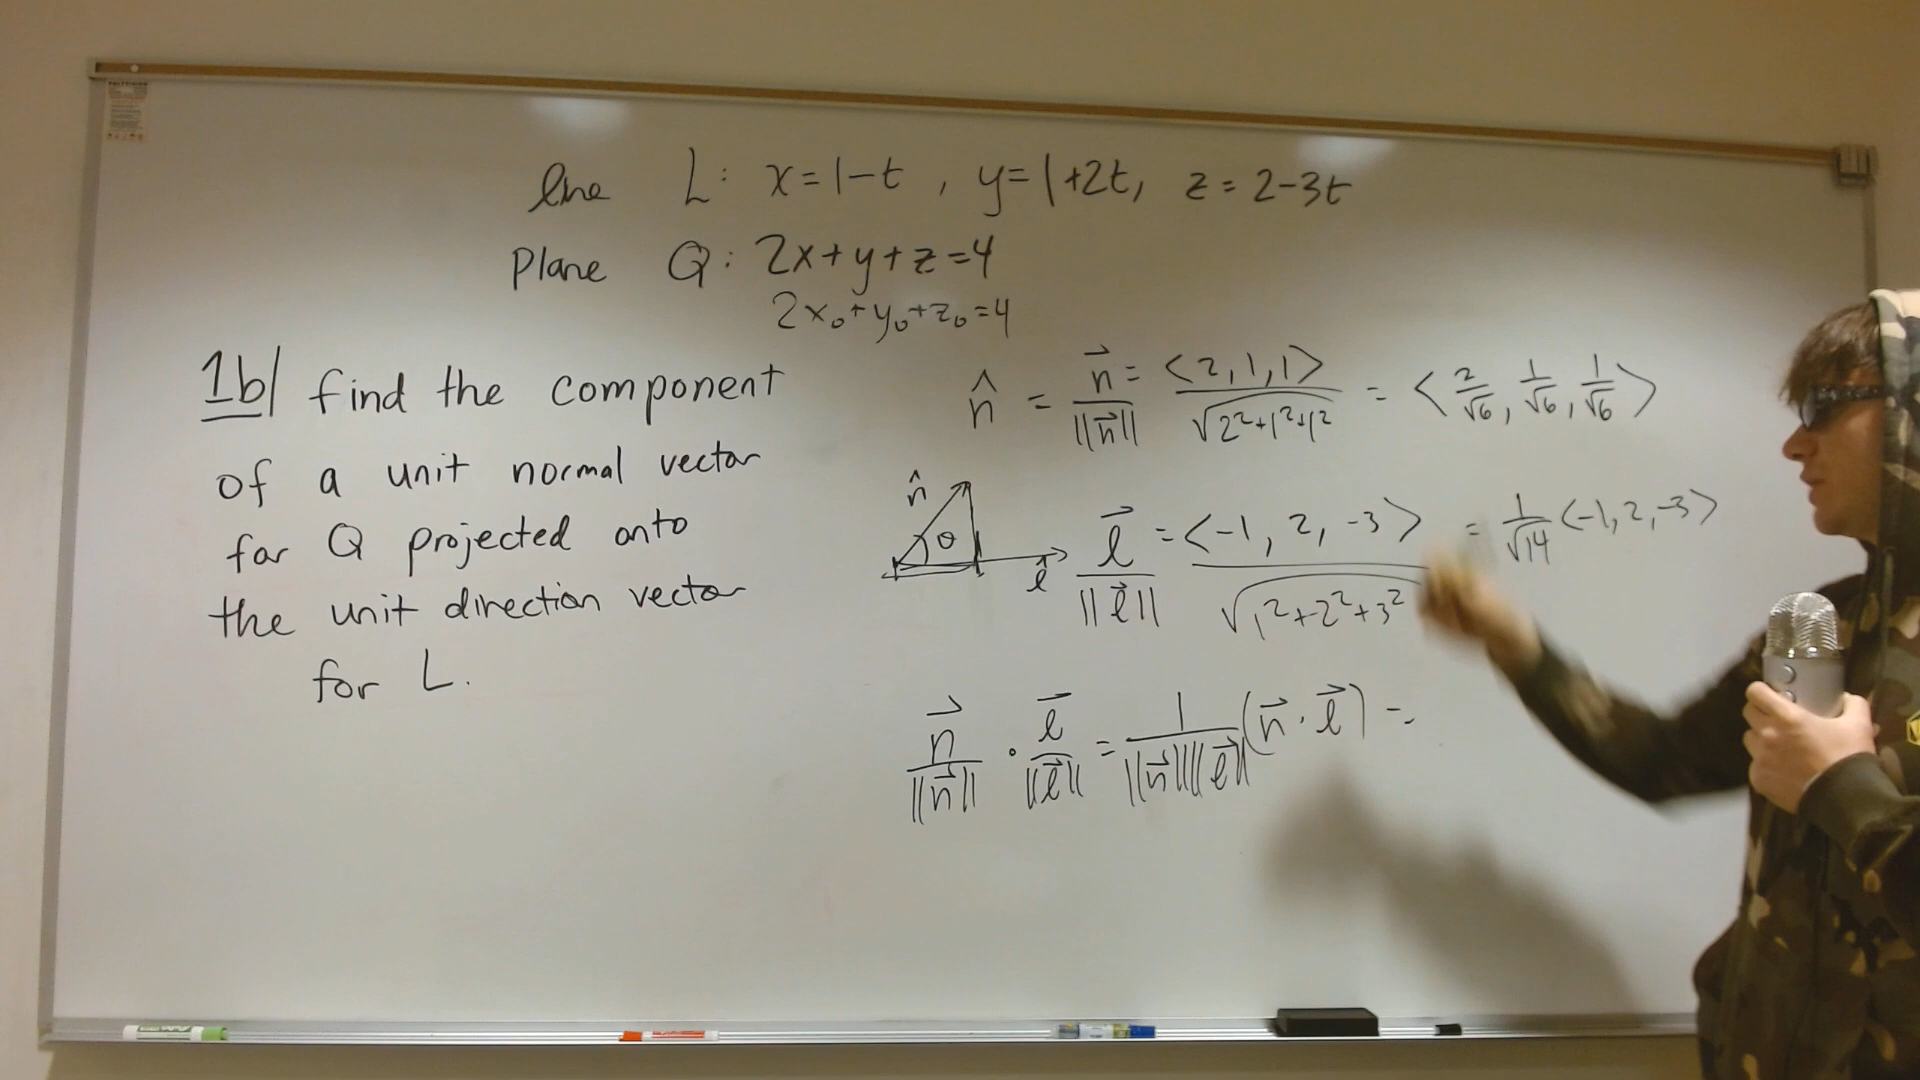 line L: x=1-t, y=1+2t, z=2-3t
Plane Q: 2x+y+z=4
2x₀+y₀+z₀=4
1b/ find the component
of a unit normal vector
for Q projected onto
the unit direction vector
for L.
n̂ = n⃗/||n⃗|| = <2,1,1>/√(2²+1²+1²) = <2/√6, 1/√6, 1/√6>
n̂
θ
ℓ⃗
ℓ⃗/||ℓ⃗|| = <-1, 2, -3>/√(1²+2²+3²) = 1/√14 <-1, 2, -3>
n⃗/||n⃗|| · ℓ⃗/||ℓ⃗|| = 1/(||n⃗|| ||ℓ⃗||) (n⃗ · ℓ⃗) =